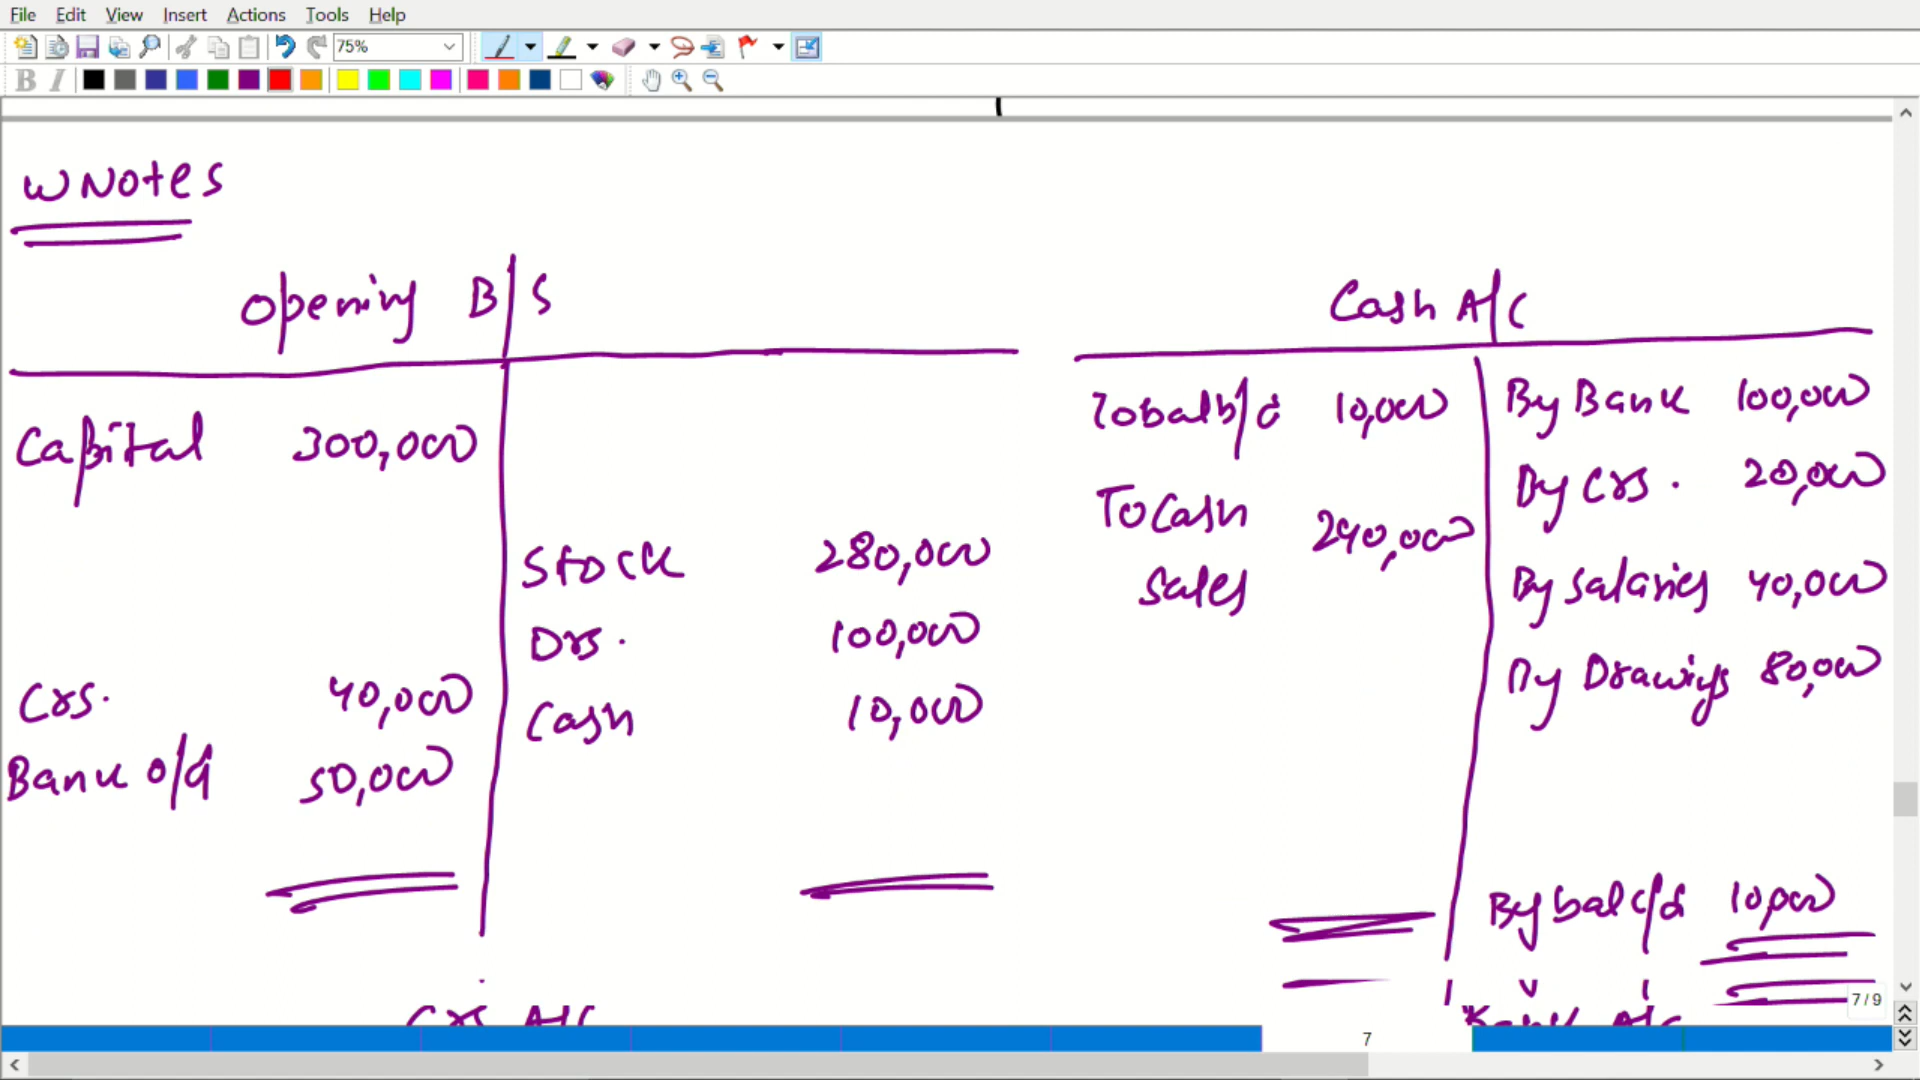 File Edit View Insert Actions Tools Help
75%
B I
W Notes
Opening B/S
Capital 300,000
Stock 280,000
Drs. 100,000
Crs. 40,000
Cash 10,000
Bank o/d 50,000
Cash A/C
To bal b/d 10,000
By Bank 100,000
To Cash Sales 240,000
By Crs. 20,000
By Salaries 40,000
By Drawings 80,000
By bal c/d 10,000
Crs A/C
Bank A/C
7/9
7